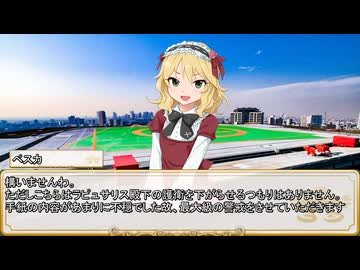 ペスカ
構いませんわ。
ただしこちらはラピュサリス殿下の護衛を下がらせるつもりはありません。
手紙の内容があまりに不穏でした故、最大級の警戒をさせていただきます